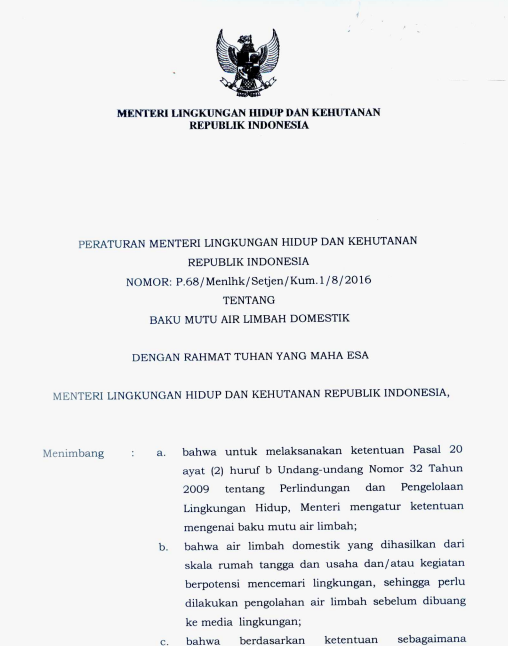 MENTERI LINGKUNGAN HIDUP DAN KEHUTANAN
REPUBLIK INDONESIA
PERATURAN MENTERI LINGKUNGAN HIDUP DAN KEHUTANAN
REPUBLIK INDONESIA
NOMOR: P.68/Menlhk/Setjen/Kum.1/8/2016
TENTANG
BAKU MUTU AIR LIMBAH DOMESTIK
DENGAN RAHMAT TUHAN YANG MAHA ESA
MENTERI LINGKUNGAN HIDUP DAN KEHUTANAN REPUBLIK INDONESIA,
Menimbang : a. bahwa untuk melaksanakan ketentuan Pasal 20
ayat (2) huruf b Undang-undang Nomor 32 Tahun
2009 tentang Perlindungan dan Pengelolaan
Lingkungan Hidup, Menteri mengatur ketentuan
mengenai baku mutu air limbah;
b. bahwa air limbah domestik yang dihasilkan dari
skala rumah tangga dan usaha dan/atau kegiatan
berpotensi mencemari lingkungan, sehingga perlu
dilakukan pengolahan air limbah sebelum dibuang
ke media lingkungan;
c. bahwa berdasarkan ketentuan sebagaimana